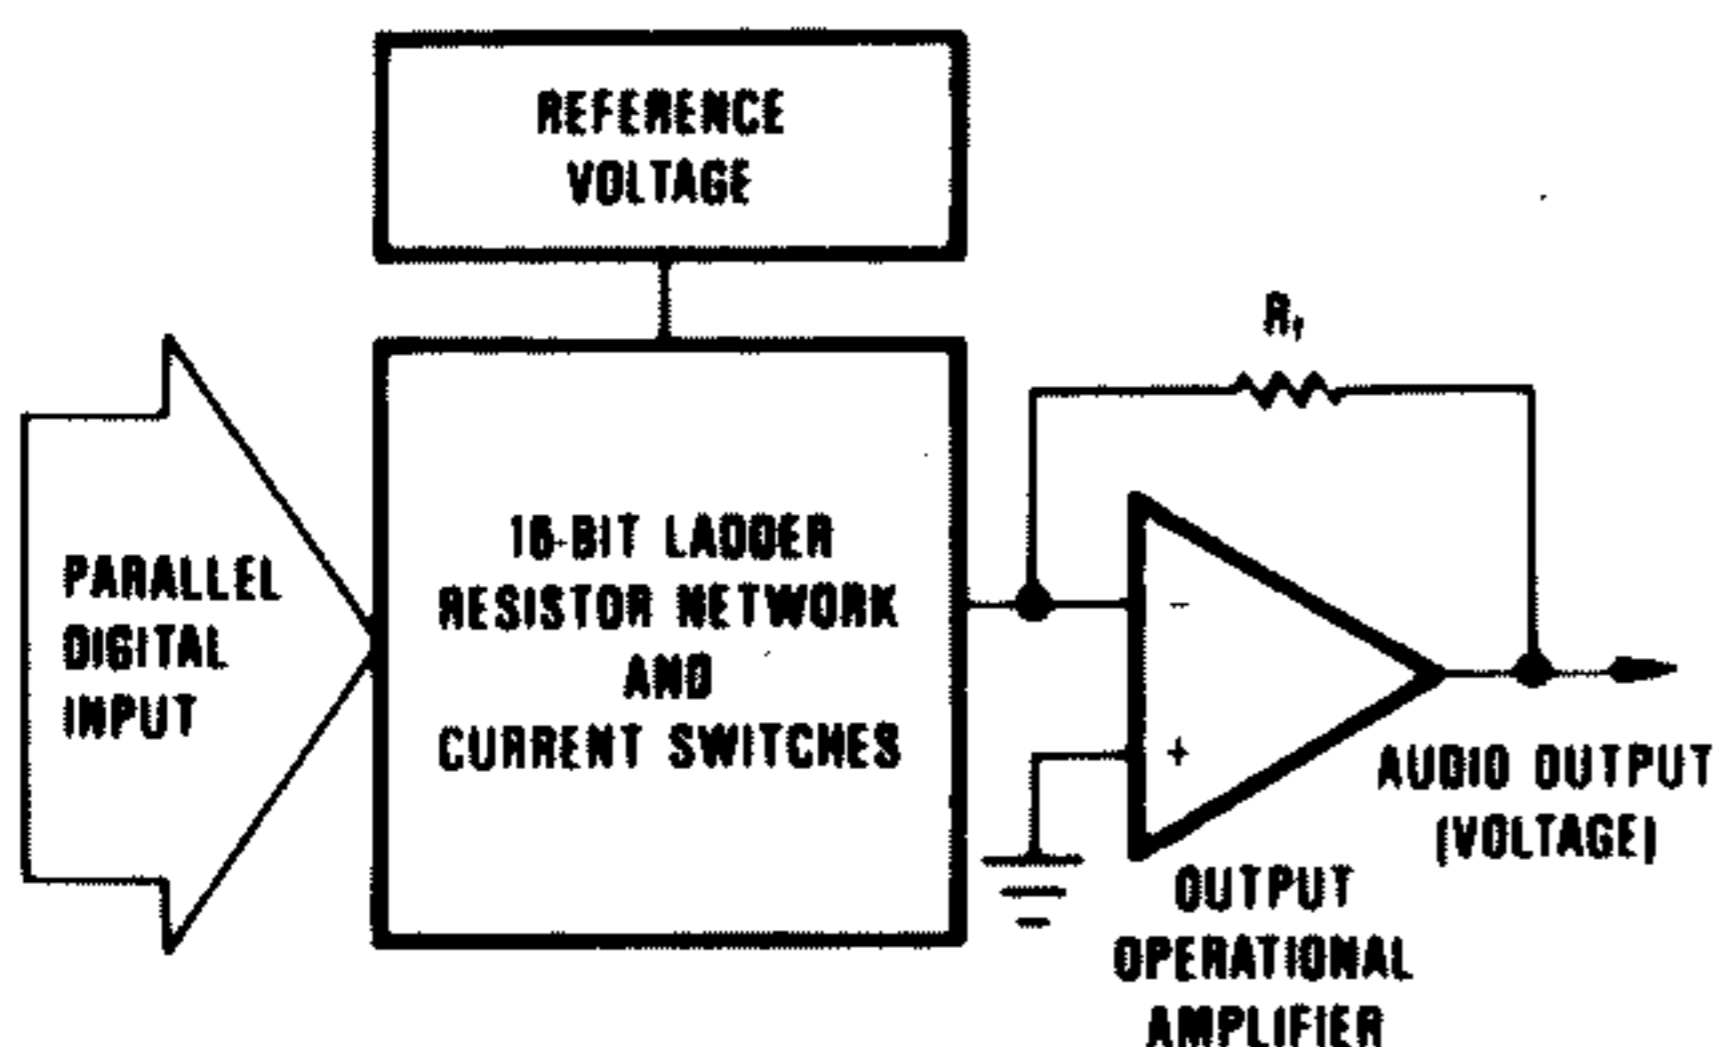 REFERENCE
VOLTAGE
R_f
PARALLEL
DIGITAL
INPUT
16-BIT LADDER
RESISTOR NETWORK
AND
CURRENT SWITCHES
−
+
AUDIO OUTPUT
(VOLTAGE)
OUTPUT
OPERATIONAL
AMPLIFIER